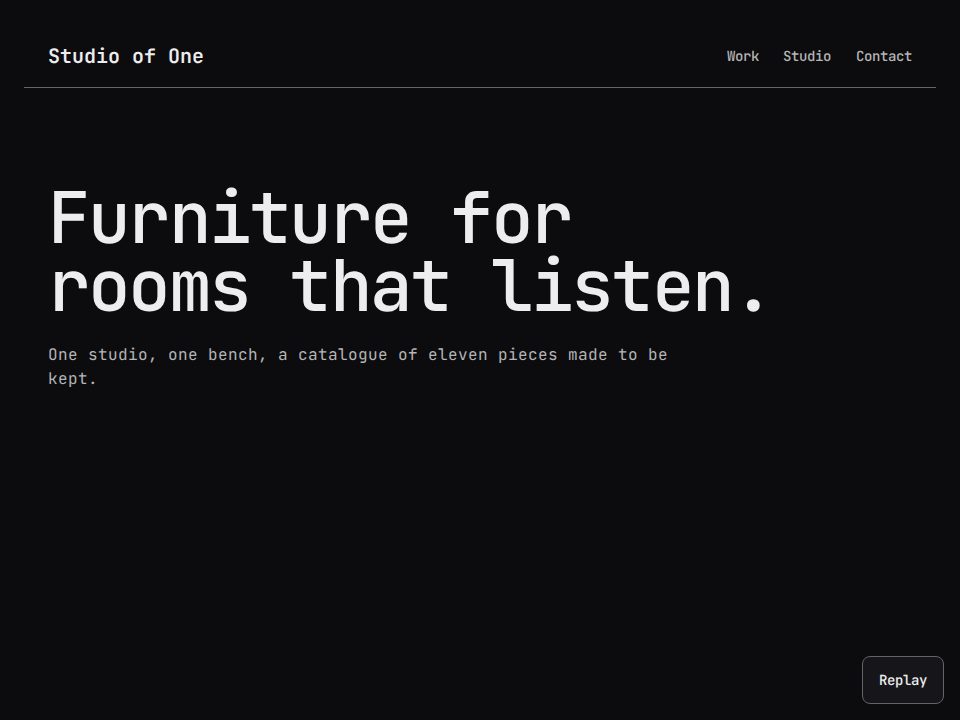 Studio of One
Work Studio Contact
Furniture for
rooms that listen.
One studio, one bench, a catalogue of eleven pieces made to be
kept.
Replay